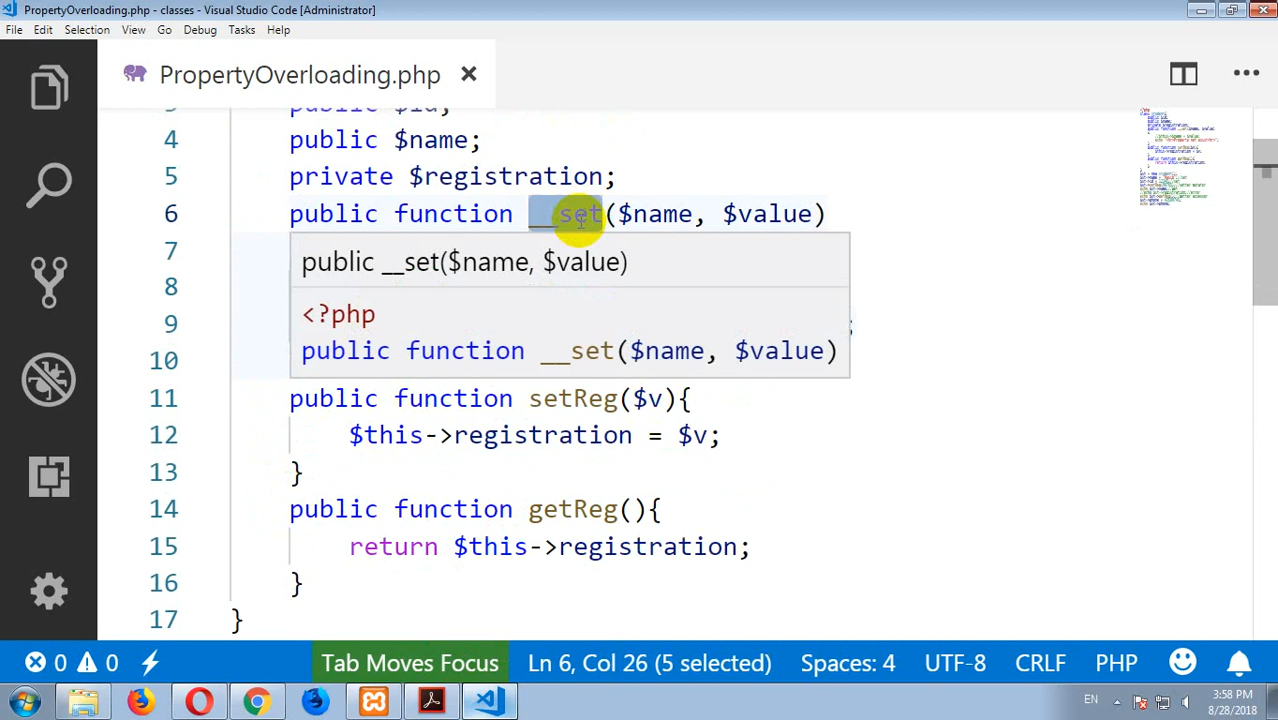 PropertyOverloading.php - classes - Visual Studio Code [Administrator]
File Edit Selection View Go Debug Tasks Help
PropertyOverloading.php
4 public $name;
5 private $registration;
6 public function __set($name, $value)
7
public __set($name, $value)
8
<?php
9 ;
public function __set($name, $value)
10
11 public function setReg($v){
12 $this->registration = $v;
13 }
14 public function getReg(){
15 return $this->registration;
16 }
17 }
0 0 Tab Moves Focus Ln 6, Col 26 (5 selected) Spaces: 4 UTF-8 CRLF PHP
EN 3:58 PM
8/28/2018